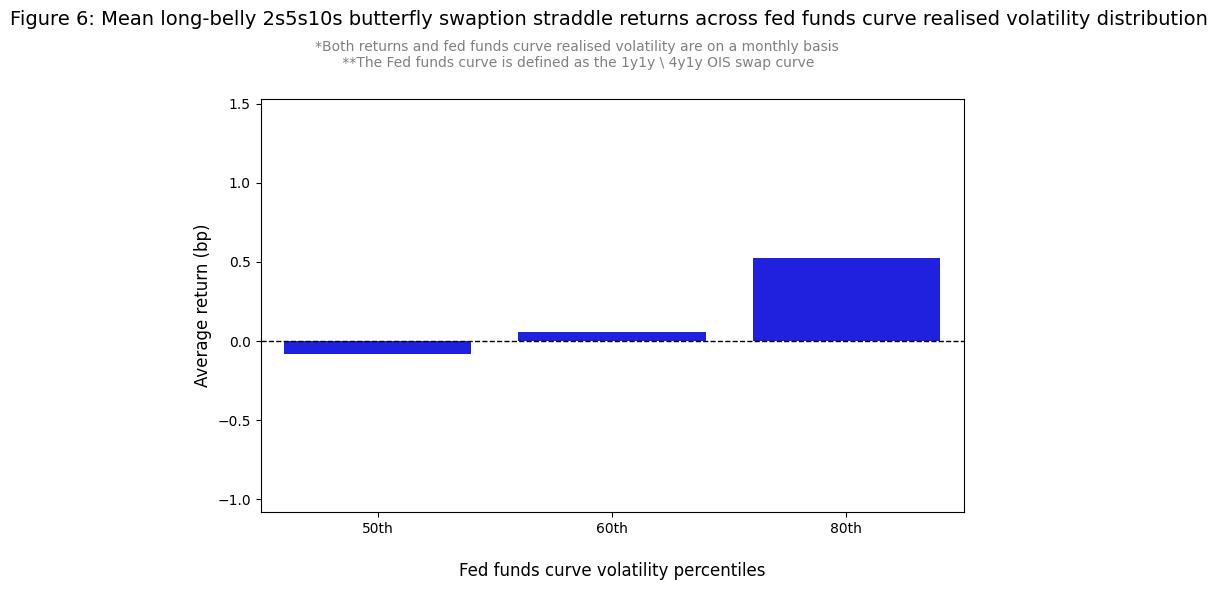 Figure 6: Mean long-belly 2s5s10s butterfly swaption straddle returns across fed funds curve realised volatility distribution
*Both returns and fed funds curve realised volatility are on a monthly basis
**The Fed funds curve is defined as the 1y1y \ 4y1y OIS swap curve
Average return (bp)
1.5
1.0
0.5
0.0
−0.5
−1.0
50th
60th
80th
Fed funds curve volatility percentiles